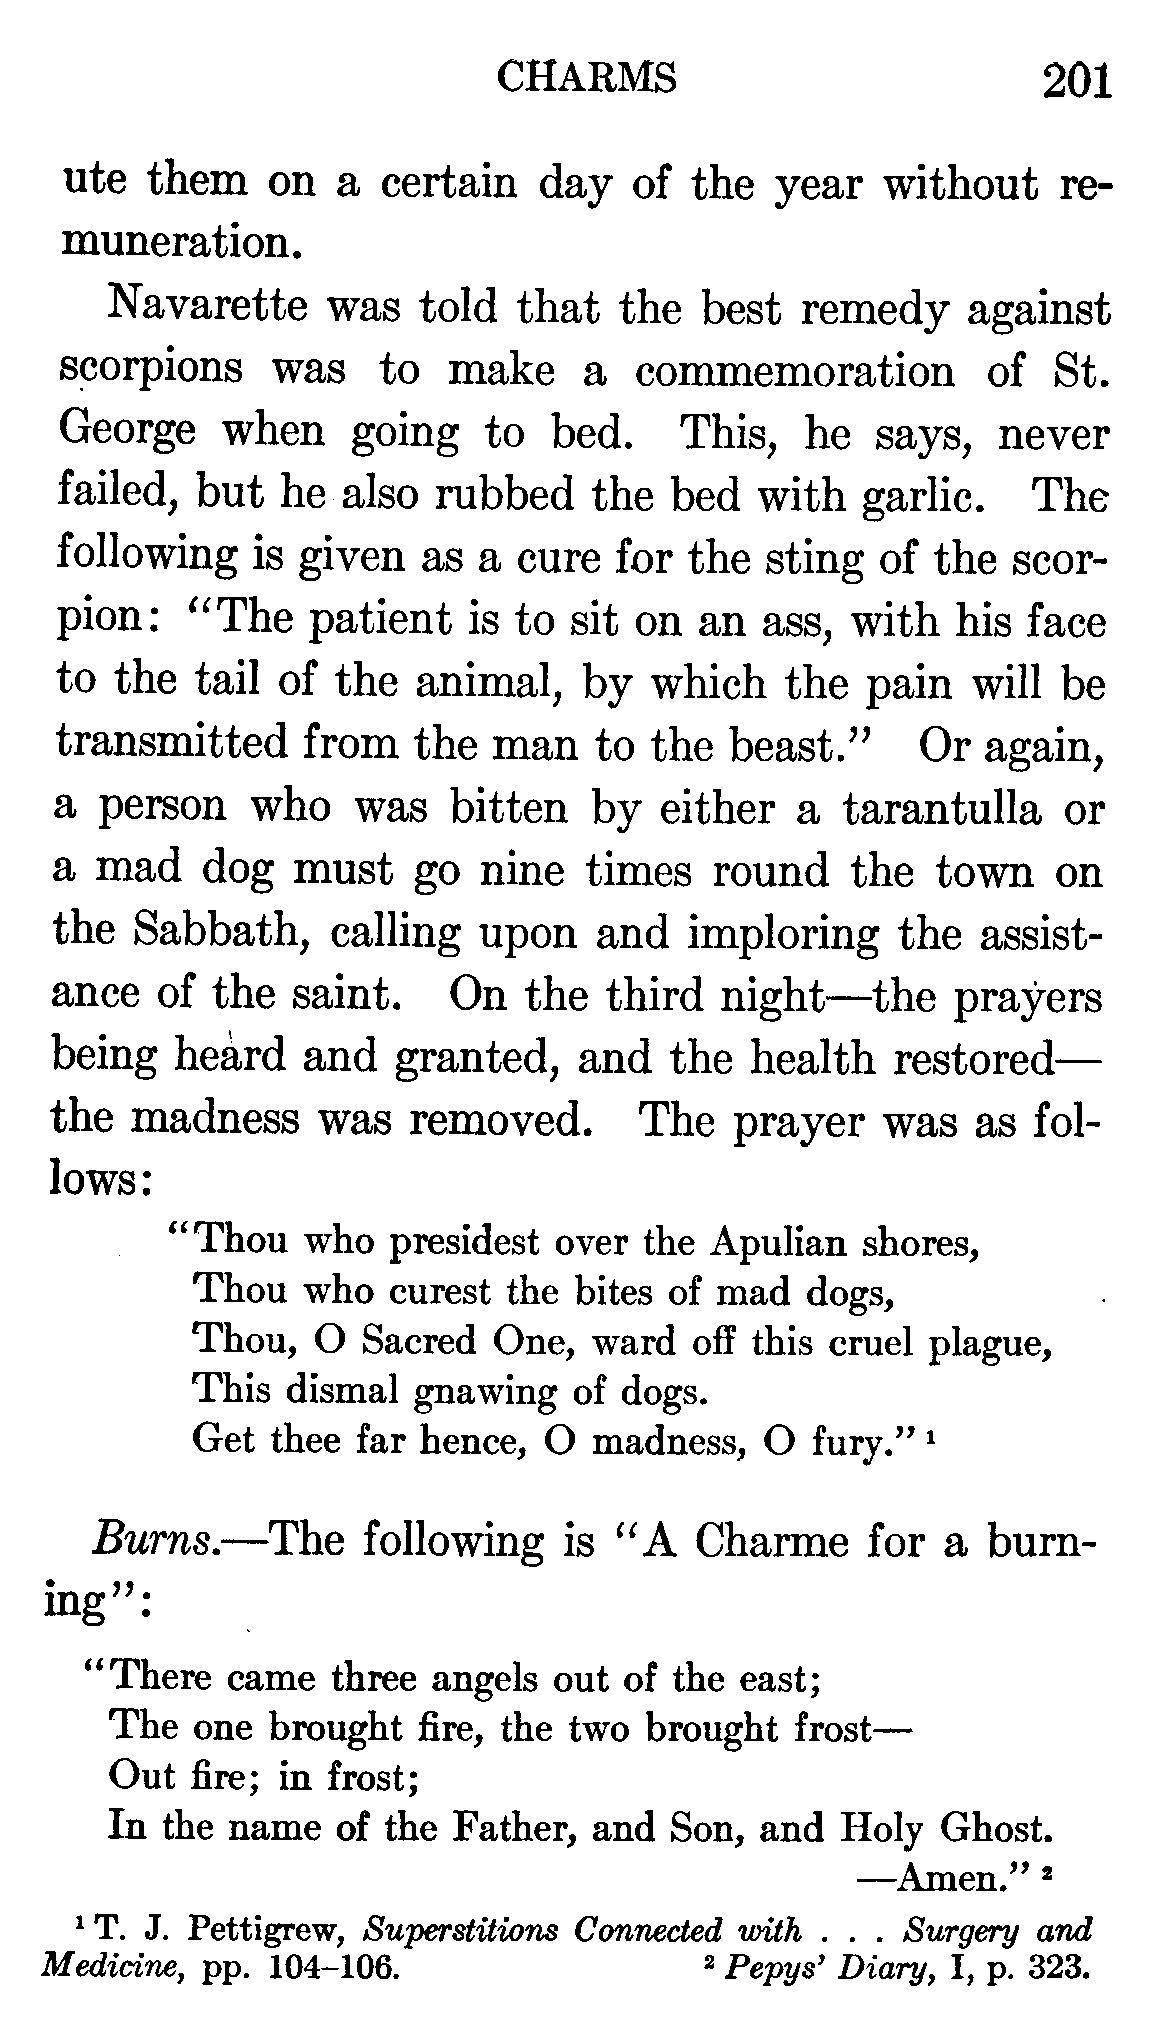 CHARMS 201
ute them on a certain day of the year without re-
muneration.
Navarette was told that the best remedy against
scorpions was to make a commemoration of St.
George when going to bed. This, he says, never
failed, but he also rubbed the bed with garlic. The
following is given as a cure for the sting of the scor-
pion: “The patient is to sit on an ass, with his face
to the tail of the animal, by which the pain will be
transmitted from the man to the beast.” Or again,
a person who was bitten by either a tarantulla or
a mad dog must go nine times round the town on
the Sabbath, calling upon and imploring the assist-
ance of the saint. On the third night—the prayers
being heard and granted, and the health restored—
the madness was removed. The prayer was as fol-
lows:
“Thou who presidest over the Apulian shores,
Thou who curest the bites of mad dogs,
Thou, O Sacred One, ward off this cruel plague,
This dismal gnawing of dogs.
Get thee far hence, O madness, O fury.” ¹
Burns.—The following is “A Charme for a burn-
ing”:
“There came three angels out of the east;
The one brought fire, the two brought frost—
Out fire; in frost;
In the name of the Father, and Son, and Holy Ghost.
—Amen.” ²
¹ T. J. Pettigrew, Superstitions Connected with . . . Surgery and
Medicine, pp. 104–106. ² Pepys’ Diary, I, p. 323.